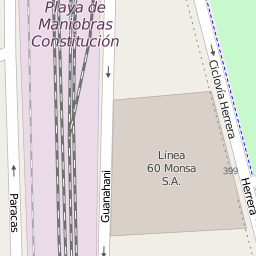 Playa de
Maniobras
Constitución
Ciclovía Herrera
Línea
60 Monsa
S.A.
399
Herrera
Guanahani
Paracas